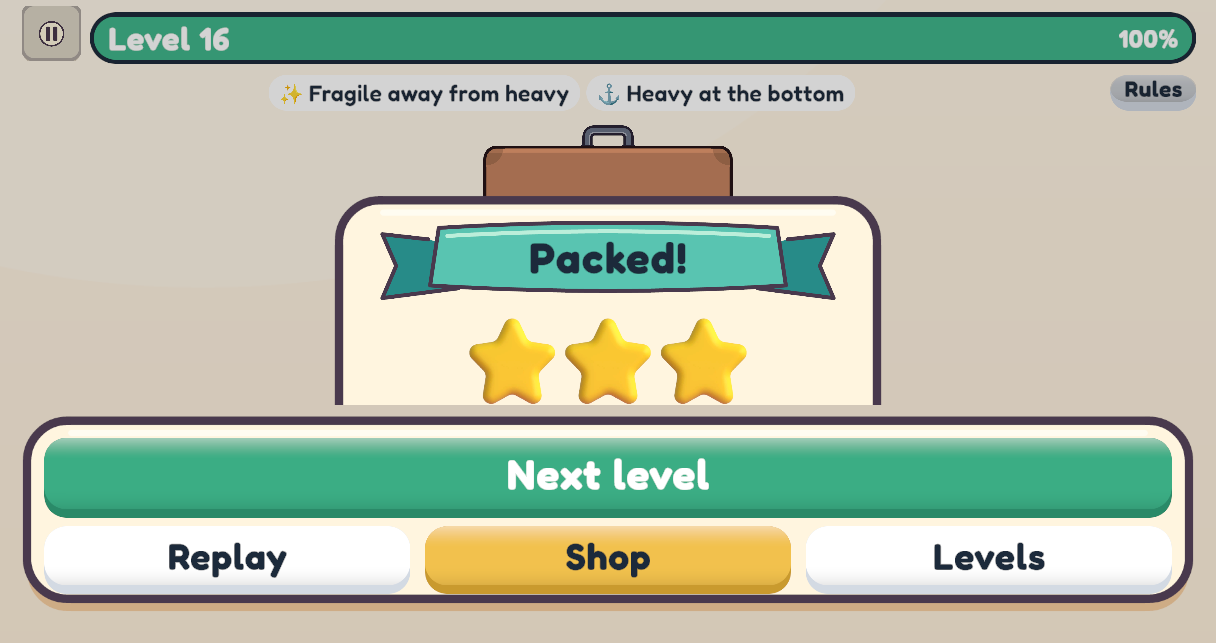 Level 16
100%
✨ Fragile away from heavy
⚓ Heavy at the bottom
Rules
Packed!
Next level
Replay
Shop
Levels